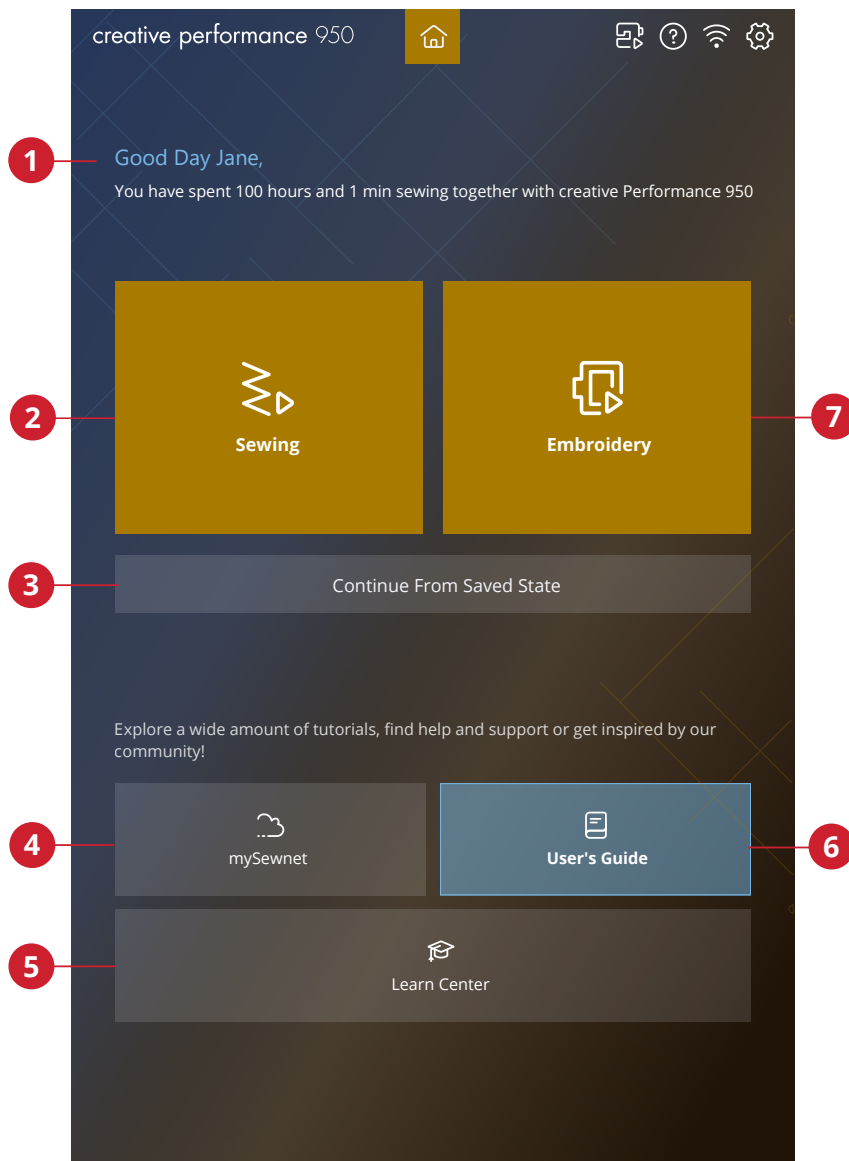 creative performance 950
1
Good Day Jane,
You have spent 100 hours and 1 min sewing together with creative Performance 950
2
Sewing
Embroidery
7
3
Continue From Saved State
Explore a wide amount of tutorials, find help and support or get inspired by our
community!
4
mySewnet
User's Guide
6
5
Learn Center